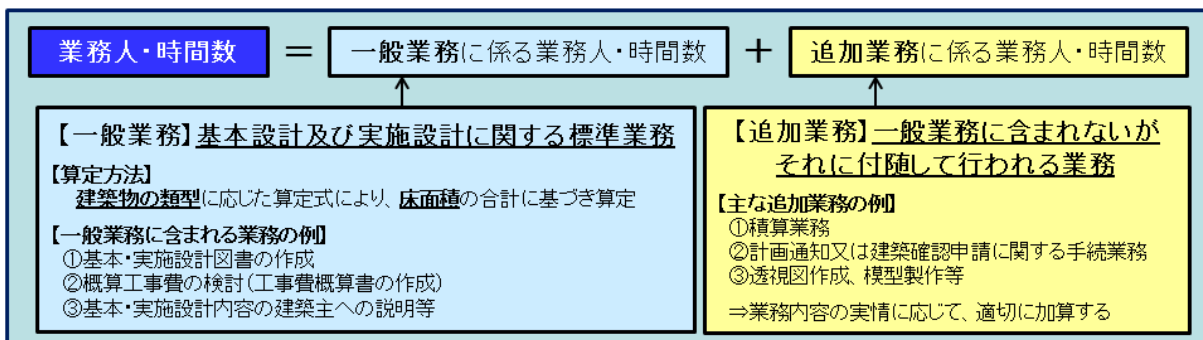 業務人・時間数 = 一般業務に係る業務人・時間数 + 追加業務に係る業務人・時間数
【一般業務】基本設計及び実施設計に関する標準業務
【算定方法】
建築物の類型に応じた算定式により、床面積の合計に基づき算定
【一般業務に含まれる業務の例】
①基本・実施設計図書の作成
②概算工事費の検討(工事費概算書の作成)
③基本・実施設計内容の建築主への説明等
【追加業務】一般業務に含まれないが
それに付随して行われる業務
【主な追加業務の例】
①積算業務
②計画通知又は建築確認申請に関する手続業務
③透視図作成、模型製作等
⇒業務内容の実情に応じて、適切に加算する